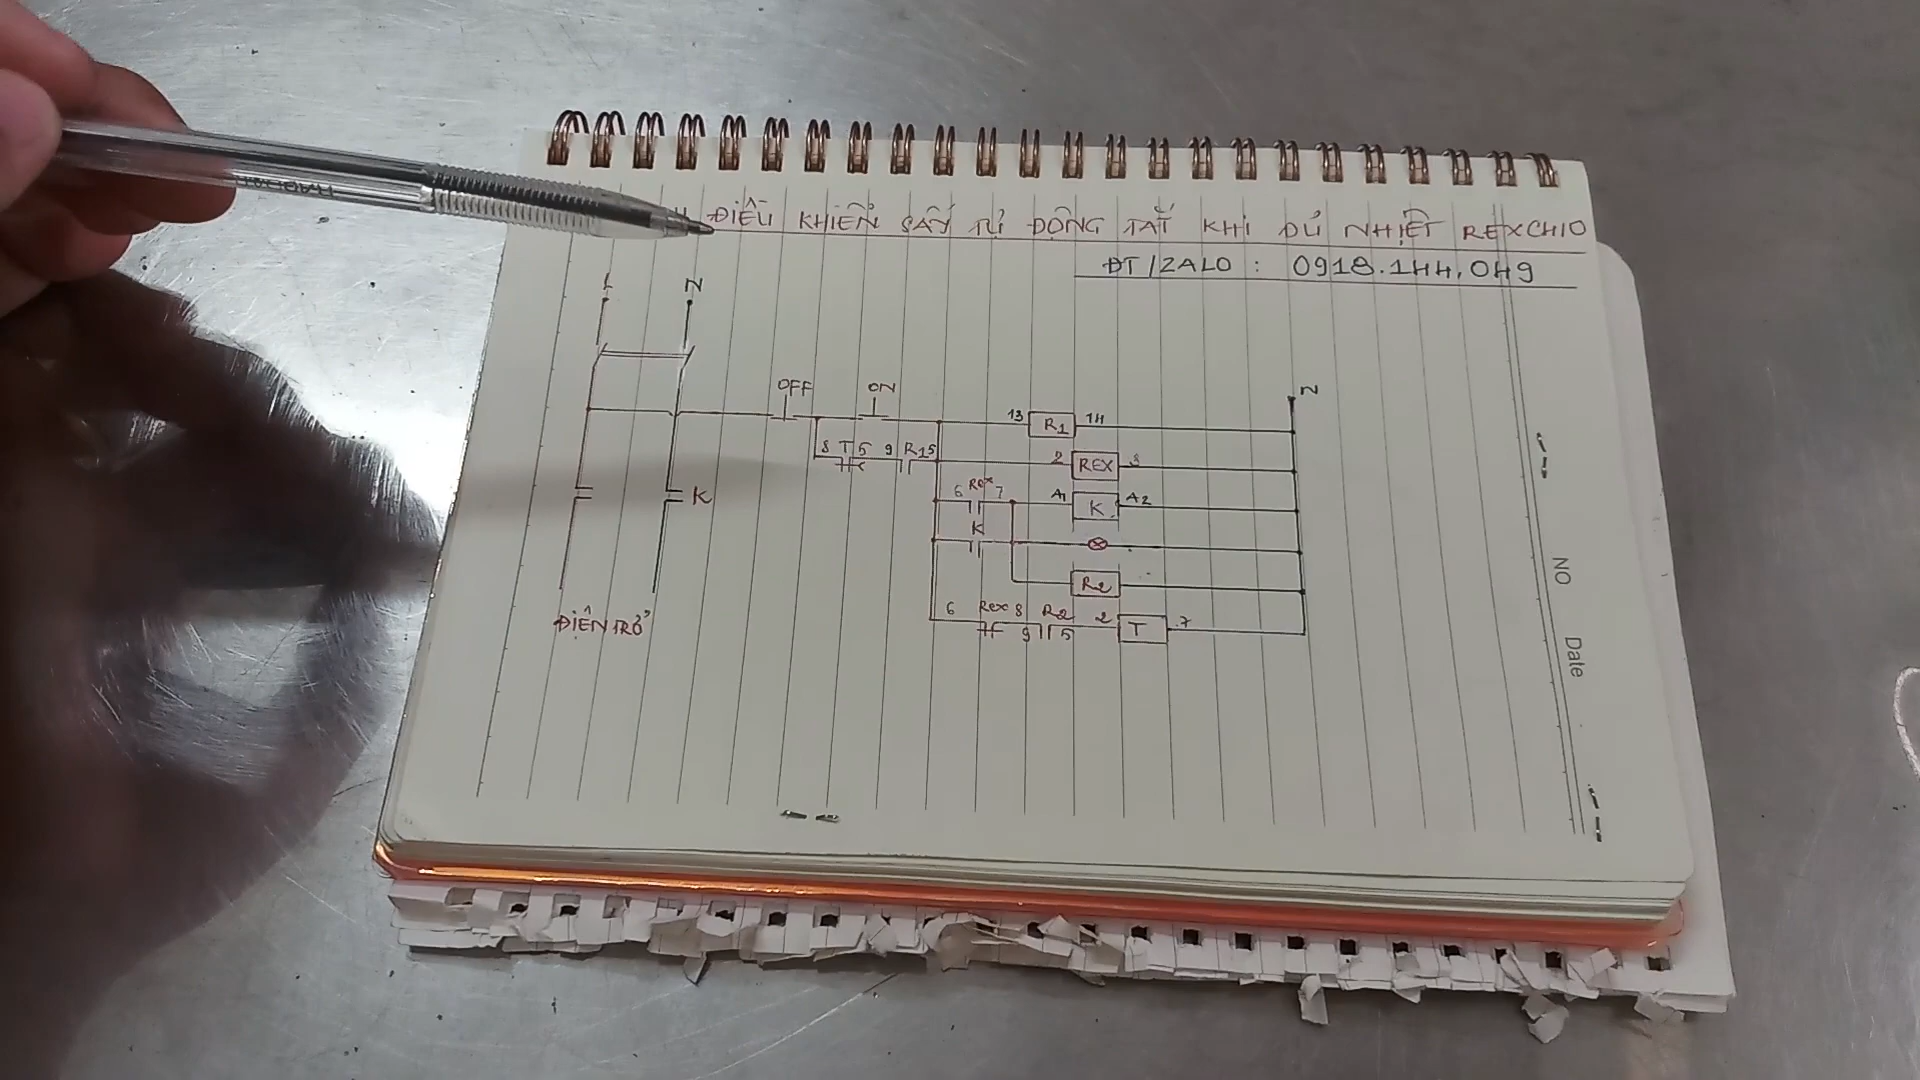 ĐIỀU KHIỂN SẤY TỰ ĐỘNG TẮT KHI ĐỦ NHIỆT REXCH10
ĐT/ZALO : 0918.144.049
L N
OFF ON
N
13 R1 14
8 T 5 9 R1 5
2 REX 3
6 Rex 7 A1 K A2
K
K
R2
6 Rex 8 9 R2 5 2 T 7
ĐIỆN TRỞ
NO
Date